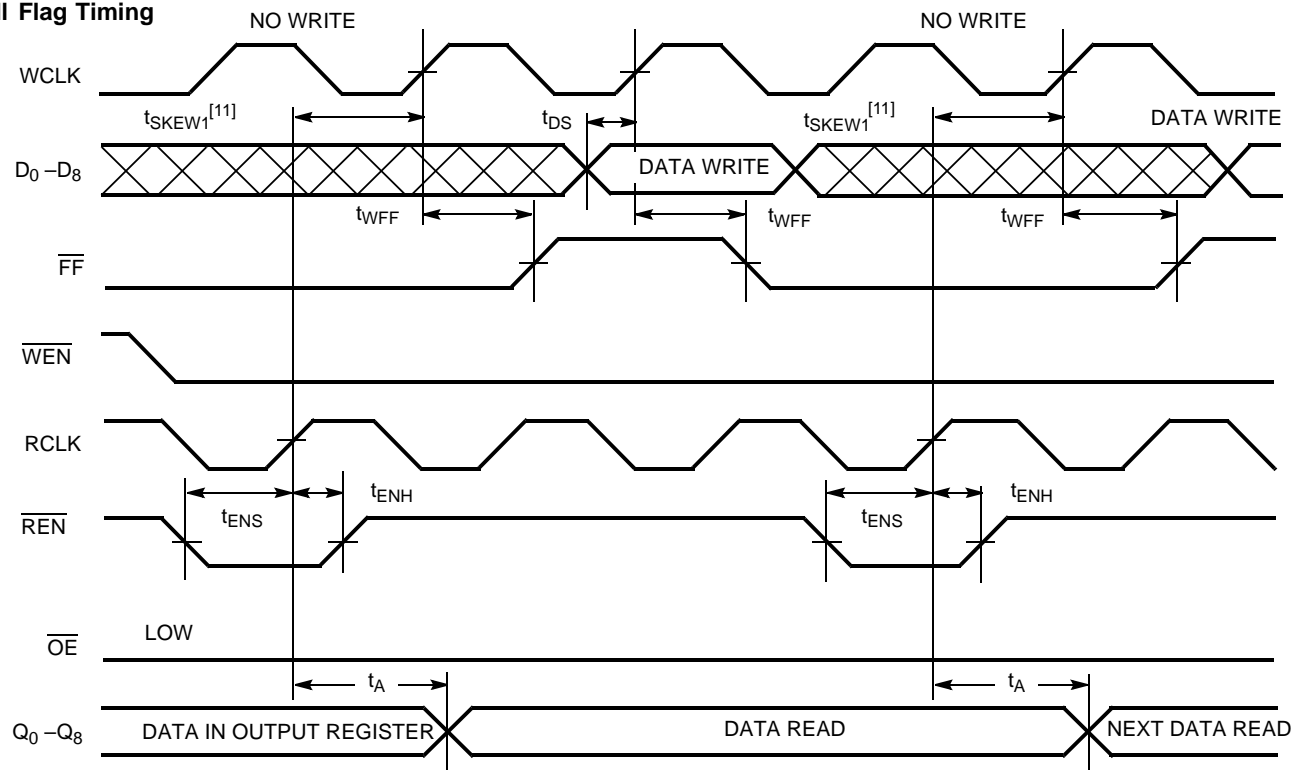 ll Flag Timing
NO WRITE NO WRITE
WCLK
tSKEW1[11] tDS tSKEW1[11] DATA WRITE
D0 –D8 DATA WRITE
tWFF tWFF tWFF
FF
WEN
RCLK
tENH tENH
tENS tENS
REN
LOW
OE
tA tA
Q0 –Q8 DATA IN OUTPUT REGISTER DATA READ NEXT DATA READ